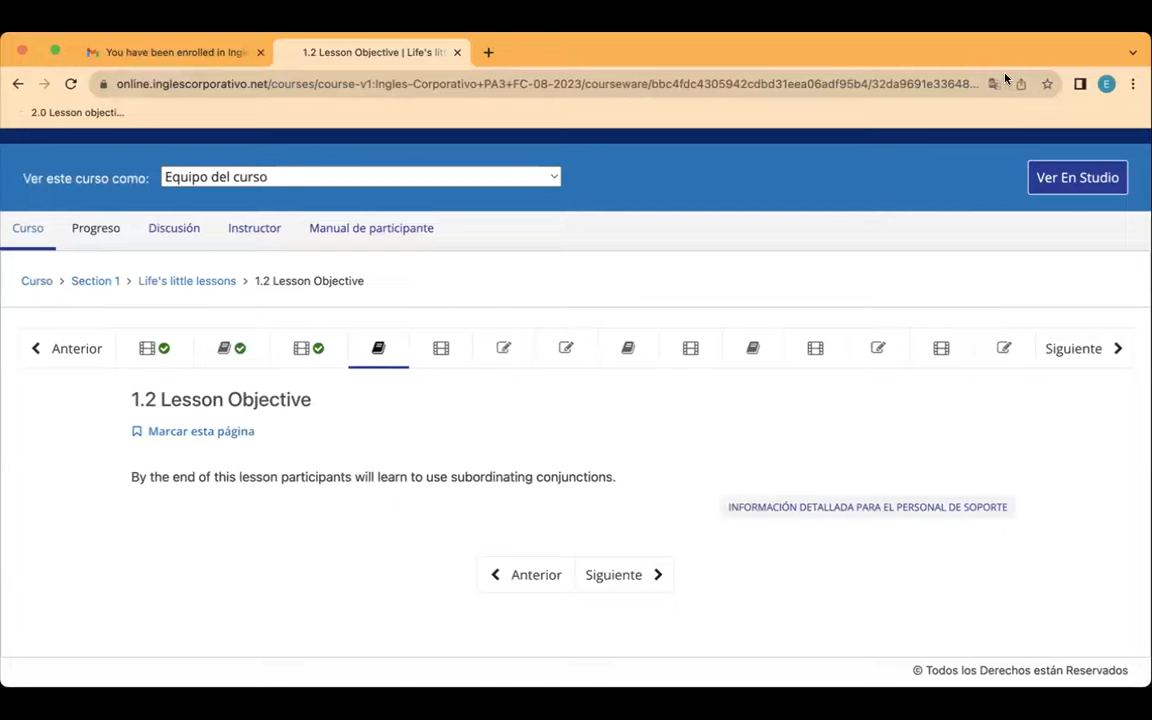 You have been enrolled in Ingl
1.2 Lesson Objective | Life's litt
online.inglescorporativo.net/courses/course-v1:Ingles-Corporativo+PA3+FC-08-2023/courseware/bbc4fdc4305942cdbd31eea06adf95b4/32da9691e33648...
E
2.0 Lesson objecti...
Ver este curso como:
Equipo del curso
Ver En Studio
Curso
Progreso
Discusión
Instructor
Manual de participante
Curso > Section 1 > Life's little lessons > 1.2 Lesson Objective
Anterior
Siguiente
1.2 Lesson Objective
Marcar esta página
By the end of this lesson participants will learn to use subordinating conjunctions.
INFORMACIÓN DETALLADA PARA EL PERSONAL DE SOPORTE
Anterior
Siguiente
© Todos los Derechos están Reservados